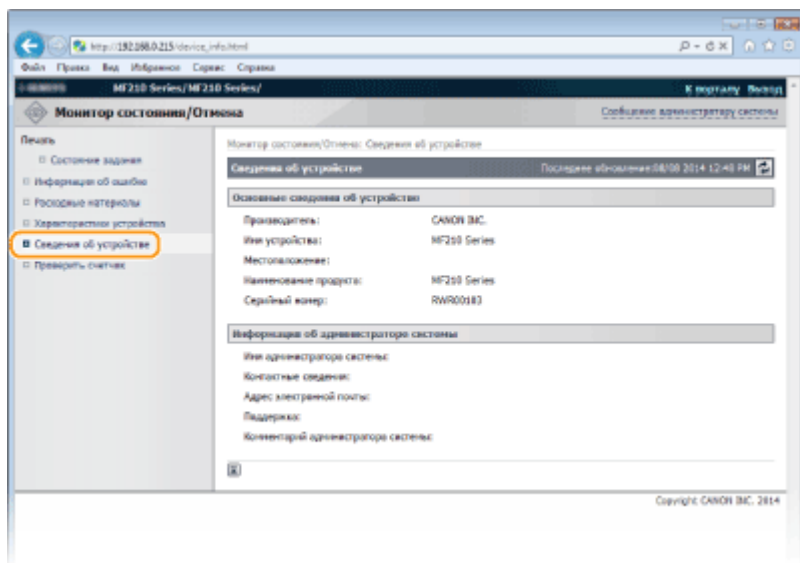 http://192.168.0.215/device_info.html
Файл Правка Вид Избранное Сервис Справка
MF210 Series/MF210 Series/
К порталу Выход
Монитор состояния/Отмена
Сообщение администратору системы
Печать
Состояние задания
Информация об ошибке
Расходные материалы
Характеристики устройства
Сведения об устройстве
Проверить счетчик
Монитор состояния/Отмена: Сведения об устройстве
Сведения об устройстве
Последнее обновление:08/08 2014 12:48 PM
Основные сведения об устройстве
Производитель: CANON INC.
Имя устройства: MF210 Series
Местоположение:
Наименование продукта: MF210 Series
Серийный номер: RWR00183
Информация об администраторе системы
Имя администратора системы:
Контактные сведения:
Адрес электронной почты:
Поддержка:
Комментарий администратора системы:
Copyright CANON INC. 2014